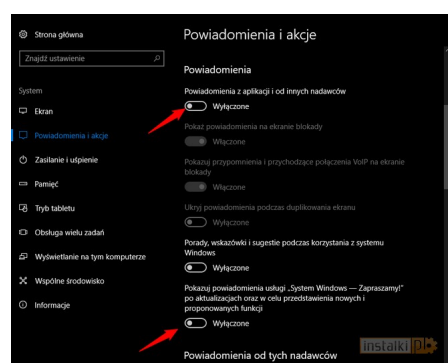 Strona główna
Znajdź ustawienie
System
Ekran
Powiadomienia i akcje
Zasilanie i uśpienie
Pamięć
Tryb tabletu
Obsługa wielu zadań
Wyświetlanie na tym komputerze
Wspólne środowisko
Informacje
Powiadomienia i akcje
Powiadomienia
Powiadomienia z aplikacji i od innych nadawców
Wyłączone
Pokaż powiadomienia na ekranie blokady
Włączone
Pokazuj przypomnienia i przychodzące połączenia VoIP na ekranie
blokady
Włączone
Ukryj powiadomienia podczas duplikowania ekranu
Wyłączone
Porady, wskazówki i sugestie podczas korzystania z systemu
Windows
Wyłączone
Pokazuj powiadomienia usługi „System Windows — Zapraszamy!"
po aktualizacjach oraz w celu przedstawienia nowych i
proponowanych funkcji
Wyłączone
Powiadomienia od tych nadawców
instalki pl